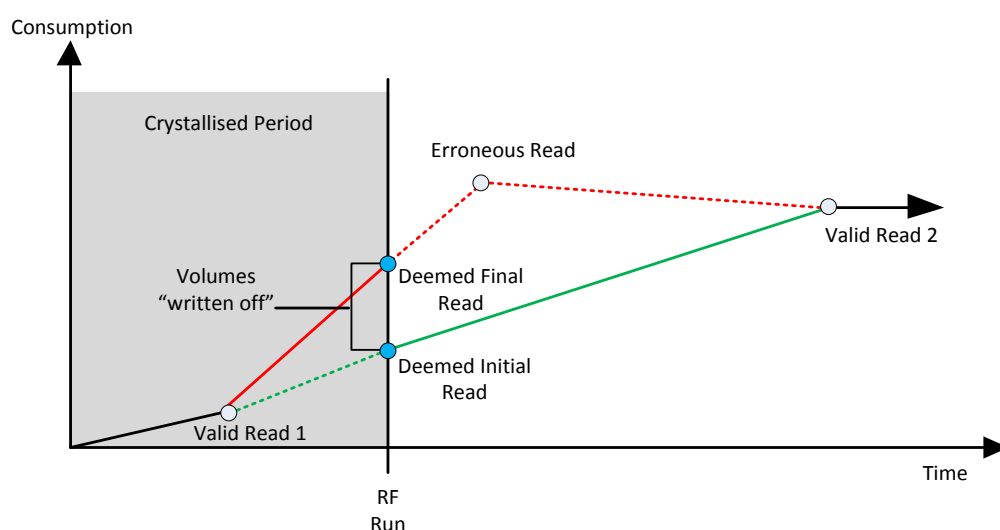 Consumption
Crystallised Period
Erroneous Read
Valid Read 2
Volumes
“written off”
Deemed Final
Read
Deemed Initial
Read
Valid Read 1
Time
RF
Run